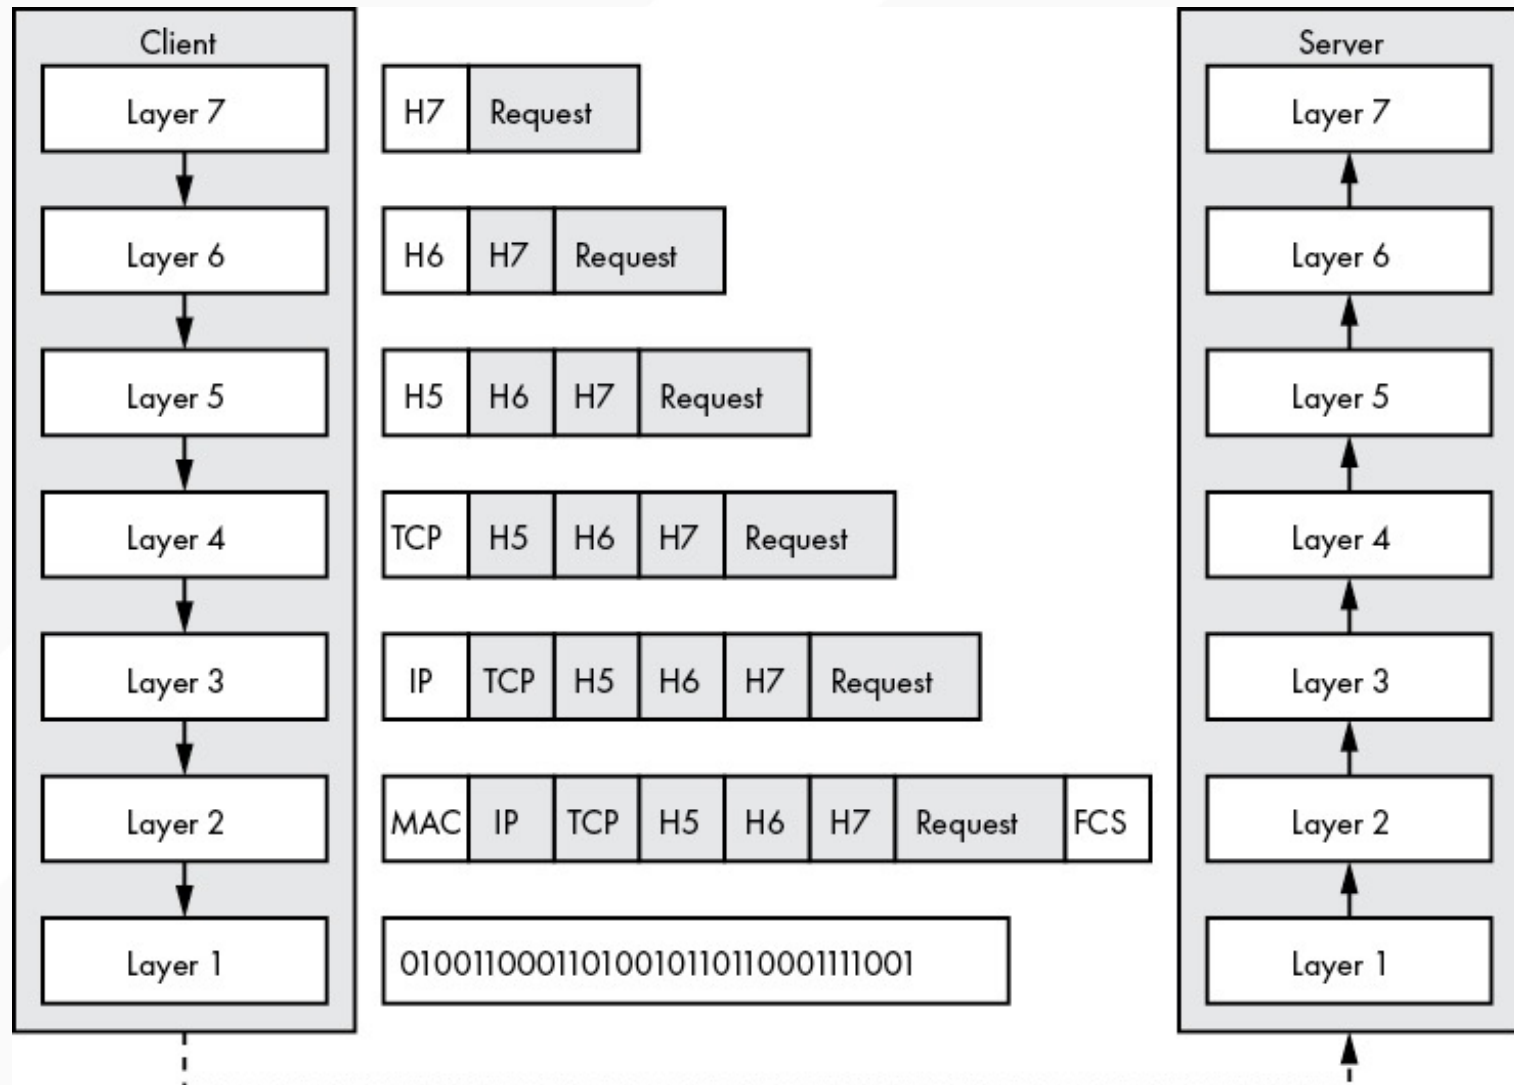 Client
Server
Layer 7
H7 Request
Layer 7
Layer 6
H6 H7 Request
Layer 6
Layer 5
H5 H6 H7 Request
Layer 5
Layer 4
TCP H5 H6 H7 Request
Layer 4
Layer 3
IP TCP H5 H6 H7 Request
Layer 3
Layer 2
MAC IP TCP H5 H6 H7 Request FCS
Layer 2
Layer 1
01001100011010010110110001111001
Layer 1